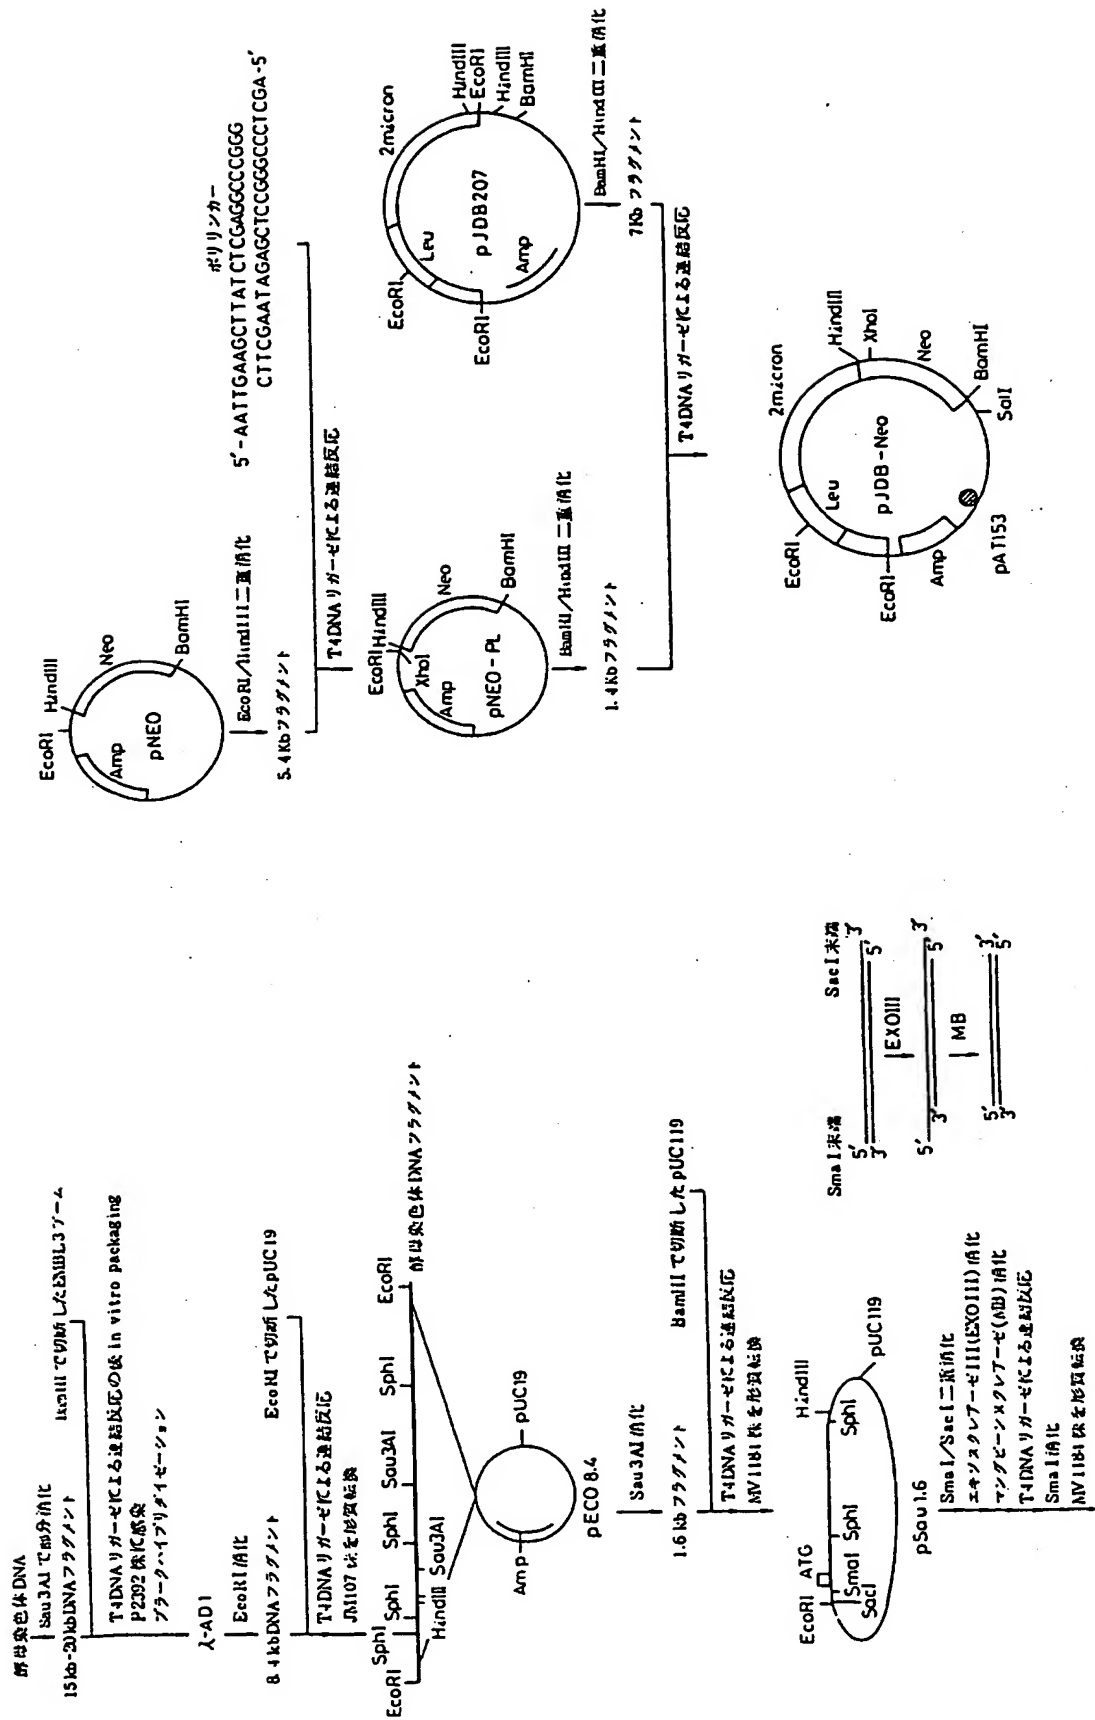 酵母染色体DNA
Sau3AIで部分消化
15kb-20kb DNAフラグメント
BamHIで切断したEMBL3アーム
T4DNAリガーゼによる連結反応の後 in vitro packaging
P2392株に感染
プラークハイブリダイゼーション
λ-AD1
EcoRI消化
8.4kb DNAフラグメント
EcoRIで切断したpUC19
T4DNAリガーゼによる連結反応
JM107株を形質転換
EcoRI
SphI
HindIII
SphI
SphI
Sau3AI
Sau3AI
SphI
EcoRI
酵母染色体DNAフラグメント
Amp
pUC19
pECO 8.4
Sau3AI消化
1.6kbフラグメント
BamHIで切断したpUC119
T4DNAリガーゼによる連結反応
MV1184株を形質転換
EcoRI
ATG
SmaI
SacI
SphI
HindIII
SphI
pUC119
pSau1.6
SmaI/SacI二重消化
エキソヌクレアーゼIII(EXOIII)消化
マングビーンヌクレアーゼ(MB)消化
T4DNAリガーゼによる連結反応
SmaI消化
MV1184株を形質転換
SmaI末端
SacI末端
5′
3′
3′
5′
EXOIII
5′
3′
3′
5′
MB
5′
3′
3′
5′
EcoRI
HindIII
Neo
Amp
pNEO
BamHI
EcoRI/HindIII二重消化
5.4Kbフラグメント
ポリリンカー
5′-AATTGAAGCTTATCTCGAGGCCCGGG
CTTCGAATAGAGCTCCGGGCCCTCGA-5′
T4DNAリガーゼによる連結反応
EcoRI
HindIII
XhoI
Neo
Amp
pNEO-PL
BamHI
BamHI/HindIII二重消化
1.4Kbフラグメント
2micron
EcoRI
Leu
HindIII
EcoRI
HindIII
BamHI
pJDB207
EcoRI
Amp
BamHI/HindIII二重消化
7Kbフラグメント
T4DNAリガーゼによる連結反応
2micron
EcoRI
Leu
HindIII
XhoI
Neo
pJDB-Neo
EcoRI
Amp
BamHI
SalI
pAT153